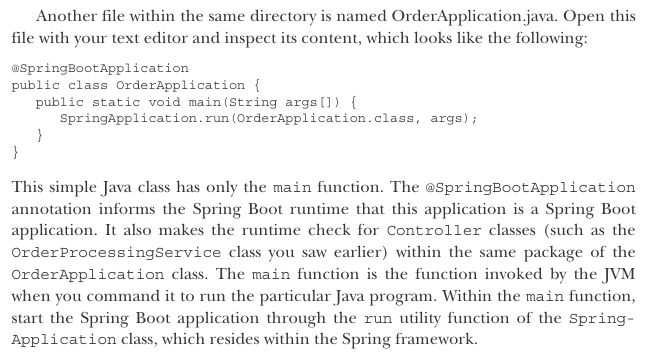 Another file within the same directory is named OrderApplication.java. Open this
file with your text editor and inspect its content, which looks like the following:
@SpringBootApplication
public class OrderApplication {
   public static void main(String args[]) {
      SpringApplication.run(OrderApplication.class, args);
   }
}
This simple Java class has only the main function. The @SpringBootApplication
annotation informs the Spring Boot runtime that this application is a Spring Boot
application. It also makes the runtime check for Controller classes (such as the
OrderProcessingService class you saw earlier) within the same package of the
OrderApplication class. The main function is the function invoked by the JVM
when you command it to run the particular Java program. Within the main function,
start the Spring Boot application through the run utility function of the Spring-
Application class, which resides within the Spring framework.